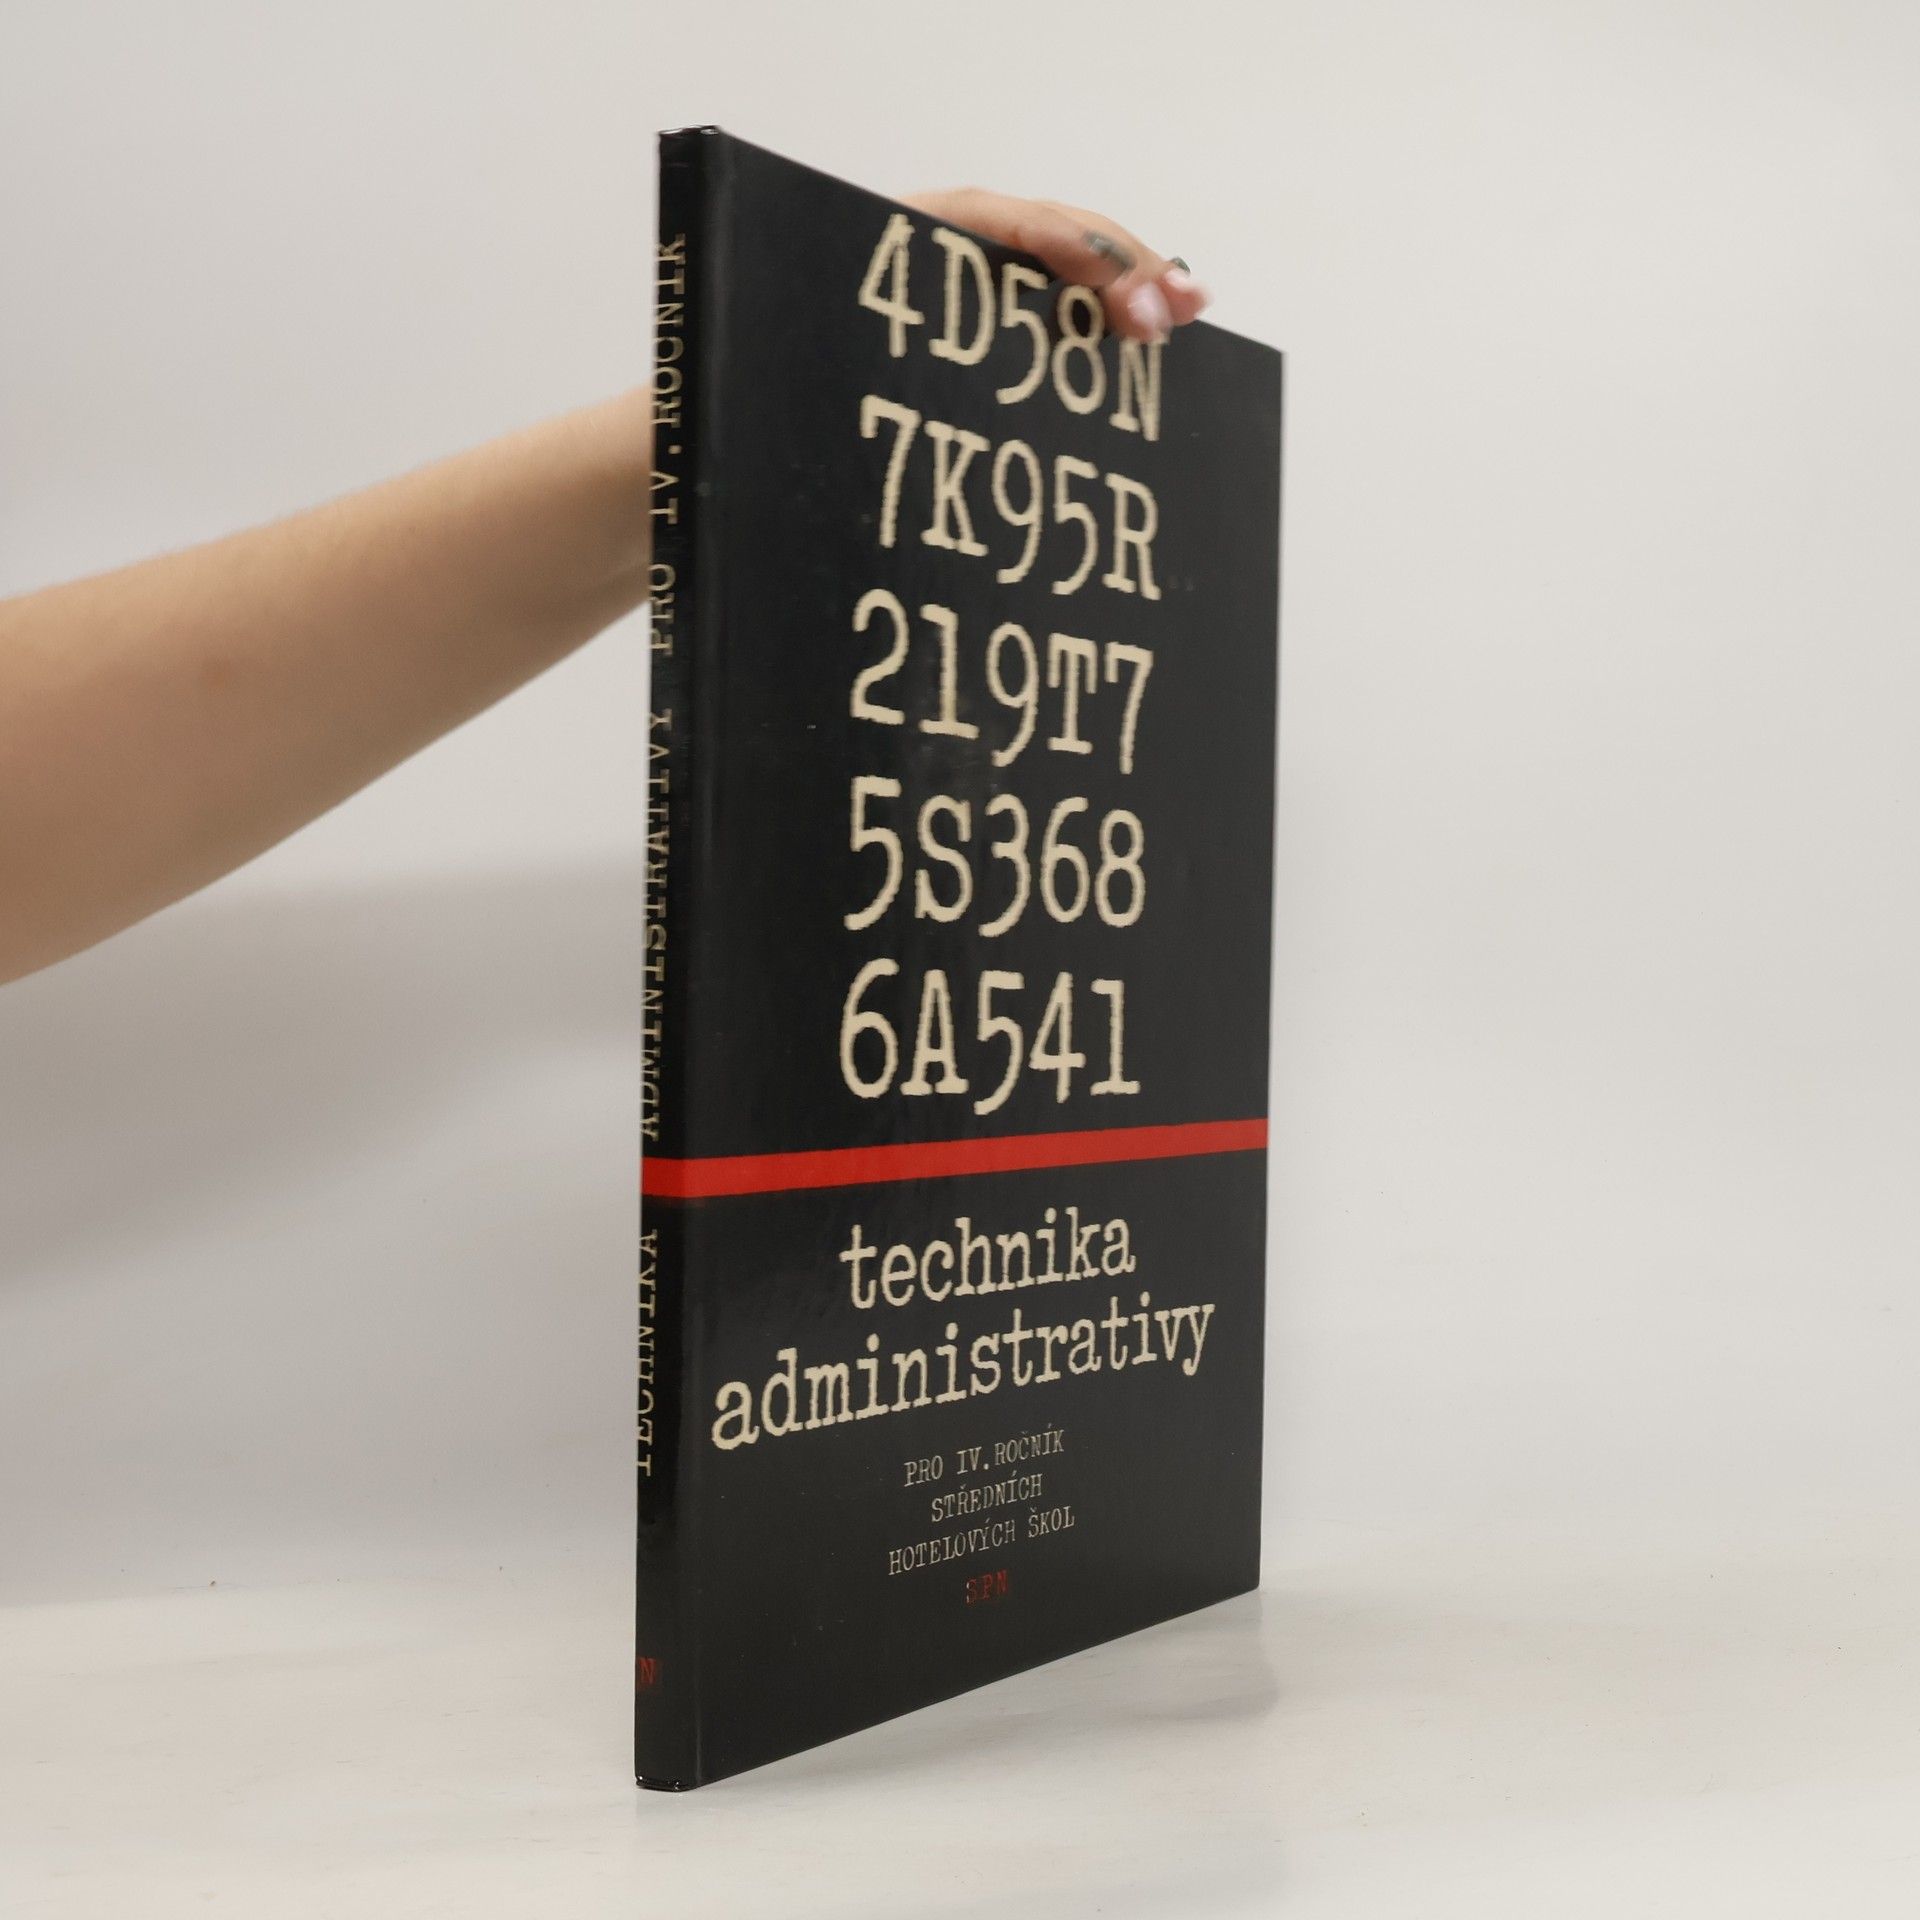 4D58N
7K95R
219T7
5S368
6A541
technika
administrativy
PRO IV. ROČNÍK
STŘEDNÍCH
HOTELOVÝCH ŠKOL
SPN
TECHNIKA ADMINISTRATIVY PRO IV. ROČNÍK
N